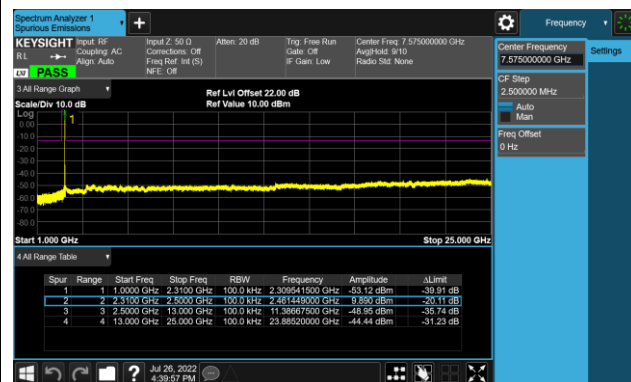 Spectrum Analyzer 1
Spurious Emissions
Frequency
KEYSIGHT
RL
LXI
PASS
Input: RF
Coupling: AC
Align: Auto
Input Z: 50 Ω
Corrections: Off
Freq Ref: Int (S)
NFE: Off
Atten: 20 dB
Trig: Free Run
Gate: Off
IF Gain: Low
Center Freq: 7.575000000 GHz
Avg|Hold: 9/10
Radio Std: None
Center Frequency
7.575000000 GHz
Settings
CF Step
2.500000 MHz
Auto
Man
Freq Offset
0 Hz
3 All Range Graph
Scale/Div 10.0 dB
Ref Lvl Offset 22.00 dB
Ref Value 10.00 dBm
Log
1
0.00
-10.0
-20.0
-30.0
-40.0
-50.0
-60.0
-70.0
-80.0
Start 1.000 GHz
Stop 25.000 GHz
4 All Range Table
Spur Range Start Freq Stop Freq RBW Frequency Amplitude ΔLimit
1 1 1.0000 GHz 2.3100 GHz 100.0 kHz 2.309541500 GHz -53.12 dBm -39.91 dB
2 2 2.3100 GHz 2.5000 GHz 100.0 kHz 2.461449000 GHz 9.890 dBm -20.11 dB
3 3 2.5000 GHz 13.000 GHz 100.0 kHz 11.38667500 GHz -48.95 dBm -35.74 dB
4 4 13.000 GHz 25.000 GHz 100.0 kHz 23.88520000 GHz -44.44 dBm -31.23 dB
?
Jul 26, 2022
4:39:57 PM